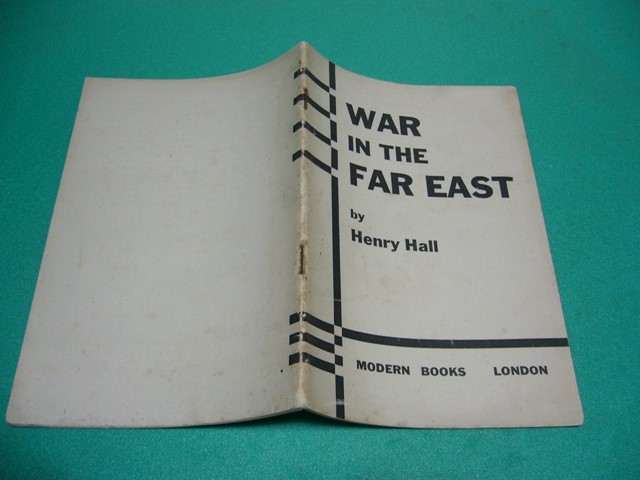 WAR
IN THE
FAR EAST
by
Henry Hall
MODERN BOOKS LONDON